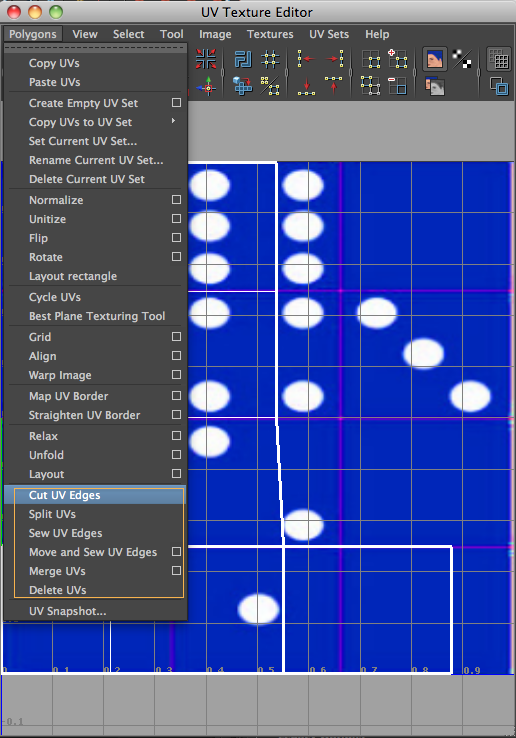 UV Texture Editor
Polygons View Select Tool Image Textures UV Sets Help
Copy UVs
Paste UVs
Create Empty UV Set
Copy UVs to UV Set
Set Current UV Set...
Rename Current UV Set...
Delete Current UV Set
Normalize
Unitize
Flip
Rotate
Layout rectangle
Cycle UVs
Best Plane Texturing Tool
Grid
Align
Warp Image
Map UV Border
Straighten UV Border
Relax
Unfold
Layout
Cut UV Edges
Split UVs
Sew UV Edges
Move and Sew UV Edges
Merge UVs
Delete UVs
UV Snapshot...
0.1 0.2 0.3 0.4 0.5 0.6 0.7 0.8 0.9
-0.1